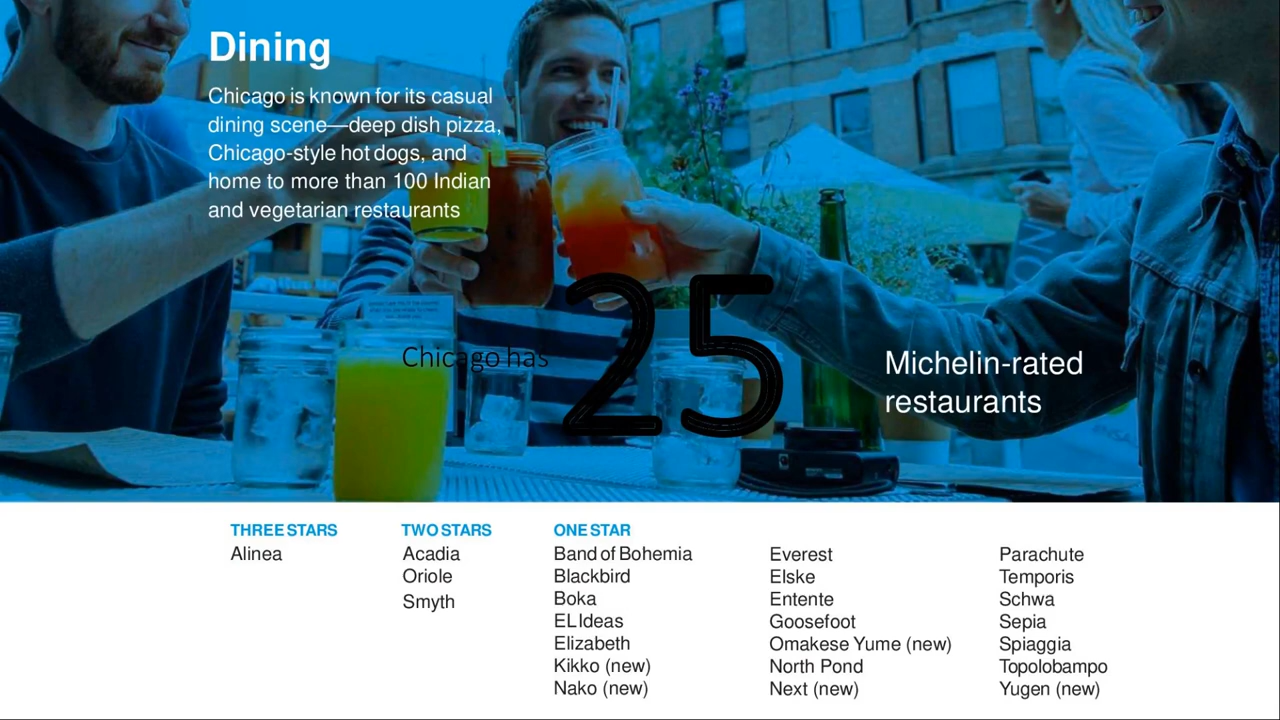 Dining
Chicago is known for its casual
dining scene—deep dish pizza,
Chicago-style hot dogs, and
home to more than 100 Indian
and vegetarian restaurants
Chicago has
25
Michelin-rated
restaurants
THREE STARS
Alinea
TWO STARS
Acadia
Oriole
Smyth
ONE STAR
Band of Bohemia
Blackbird
Boka
EL Ideas
Elizabeth
Kikko (new)
Nako (new)
Everest
Elske
Entente
Goosefoot
Omakese Yume (new)
North Pond
Next (new)
Parachute
Temporis
Schwa
Sepia
Spiaggia
Topolobampo
Yugen (new)